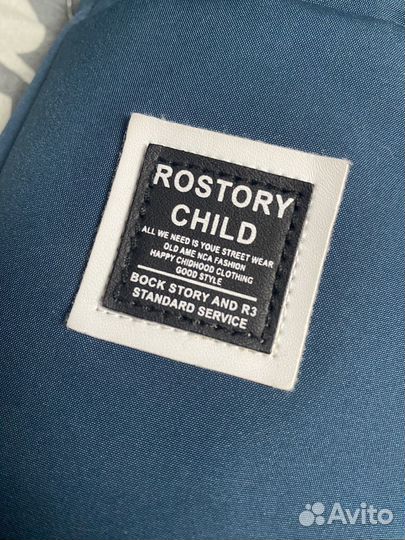 ROSTORY
CHILD
ALL WE NEED IS YOUE STREET WEAR
OLD AME NCA FASHION
HAPPY CHIDHOOD CLOTHING
GOOD STYLE
BOCK STORY AND R3
STANDARD SERVICE
Avito